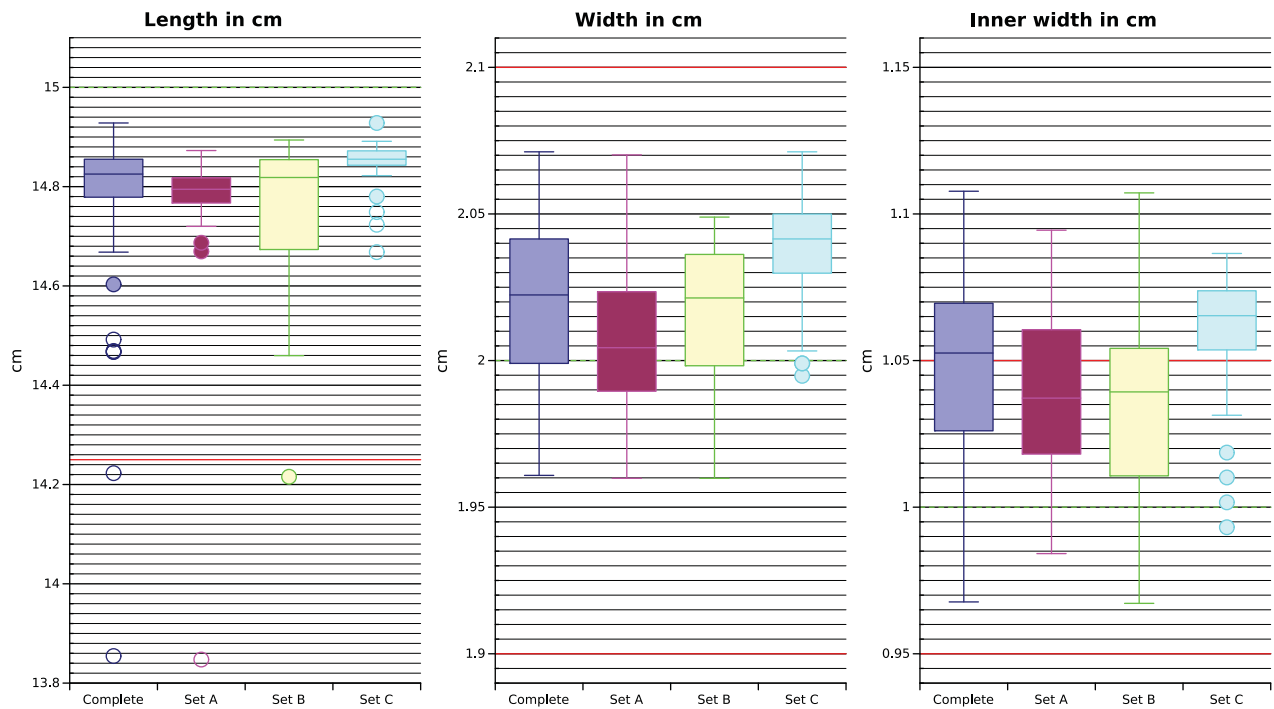 Length in cm
15
14.8
14.6
14.4
14.2
14
13.8
cm
Complete Set A Set B Set C
Width in cm
2.1
2.05
2
1.95
1.9
cm
Complete Set A Set B Set C
Inner width in cm
1.15
1.1
1.05
1
0.95
cm
Complete Set A Set B Set C